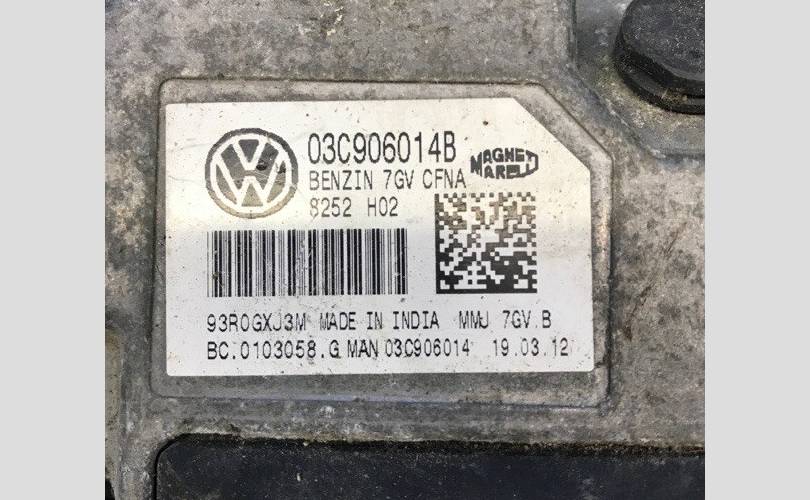 03C906014B
MAGNETI
MARELLI
BENZIN 7GV CFNA
8252 H02
93R0GXJ3M MADE IN INDIA MMJ 7GV.B
BC.0103058.G MAN 03C906014 19.03.12